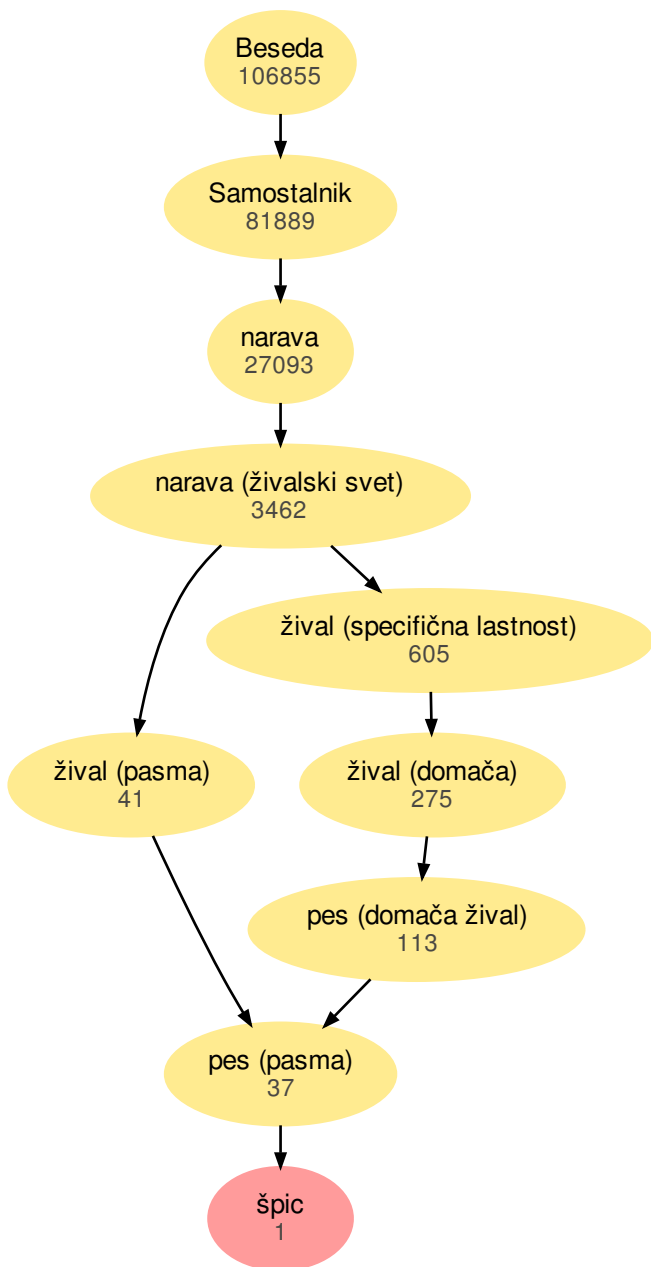 Beseda
106855
Samostalnik
81889
narava
27093
narava (živalski svet)
3462
žival (specifična lastnost)
605
žival (pasma)
41
žival (domača)
275
pes (domača žival)
113
pes (pasma)
37
špic
1